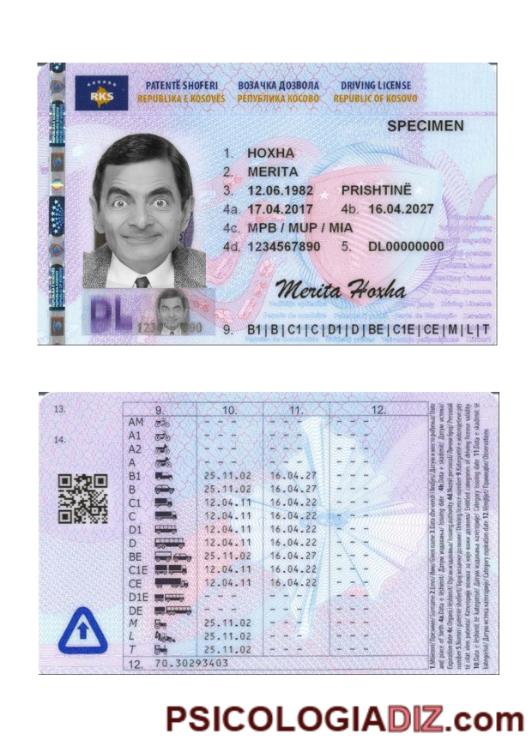 RKS
PATENTË SHOFERI ВОЗАЧКА ДОЗВОЛА DRIVING LICENSE
REPUBLIKA E KOSOVËS РЕПУБЛИКА КОСОВО REPUBLIC OF KOSOVO
SPECIMEN
1. HOXHA
2. MERITA
3. 12.06.1982 PRISHTINË
4a. 17.04.2017 4b. 16.04.2027
4c. MPB / MUP / MIA
4d. 1234567890 5. DL00000000
Merita Hoxha
DL
9. B1|B|C1|C|D1|D|BE|C1E|CE|M|L|T
13.
14.
9. 10. 11. 12.
AM - - - - - - - - -
A1 - - - - - - - - -
A2 - - - - - - - - -
A - - - - - - - - -
B1 25.11.02 16.04.27 - - -
B 25.11.02 16.04.27 - - -
C1 12.04.11 16.04.22 - - -
C 12.04.11 16.04.22 - - -
D1 12.04.11 16.04.22 - - -
D 12.04.11 16.04.22 - - -
BE 25.11.02 16.04.27 - - -
C1E 12.04.11 16.04.22 - - -
CE 12.04.11 16.04.22 - - -
D1E - - - - - - - - -
DE - - - - - - - - -
M 25.11.02 - - - - - -
L 25.11.02 - - - - - -
T 25.11.02 - - - - - -
12. 70.30293403
PSICOLOGIADIZ.com